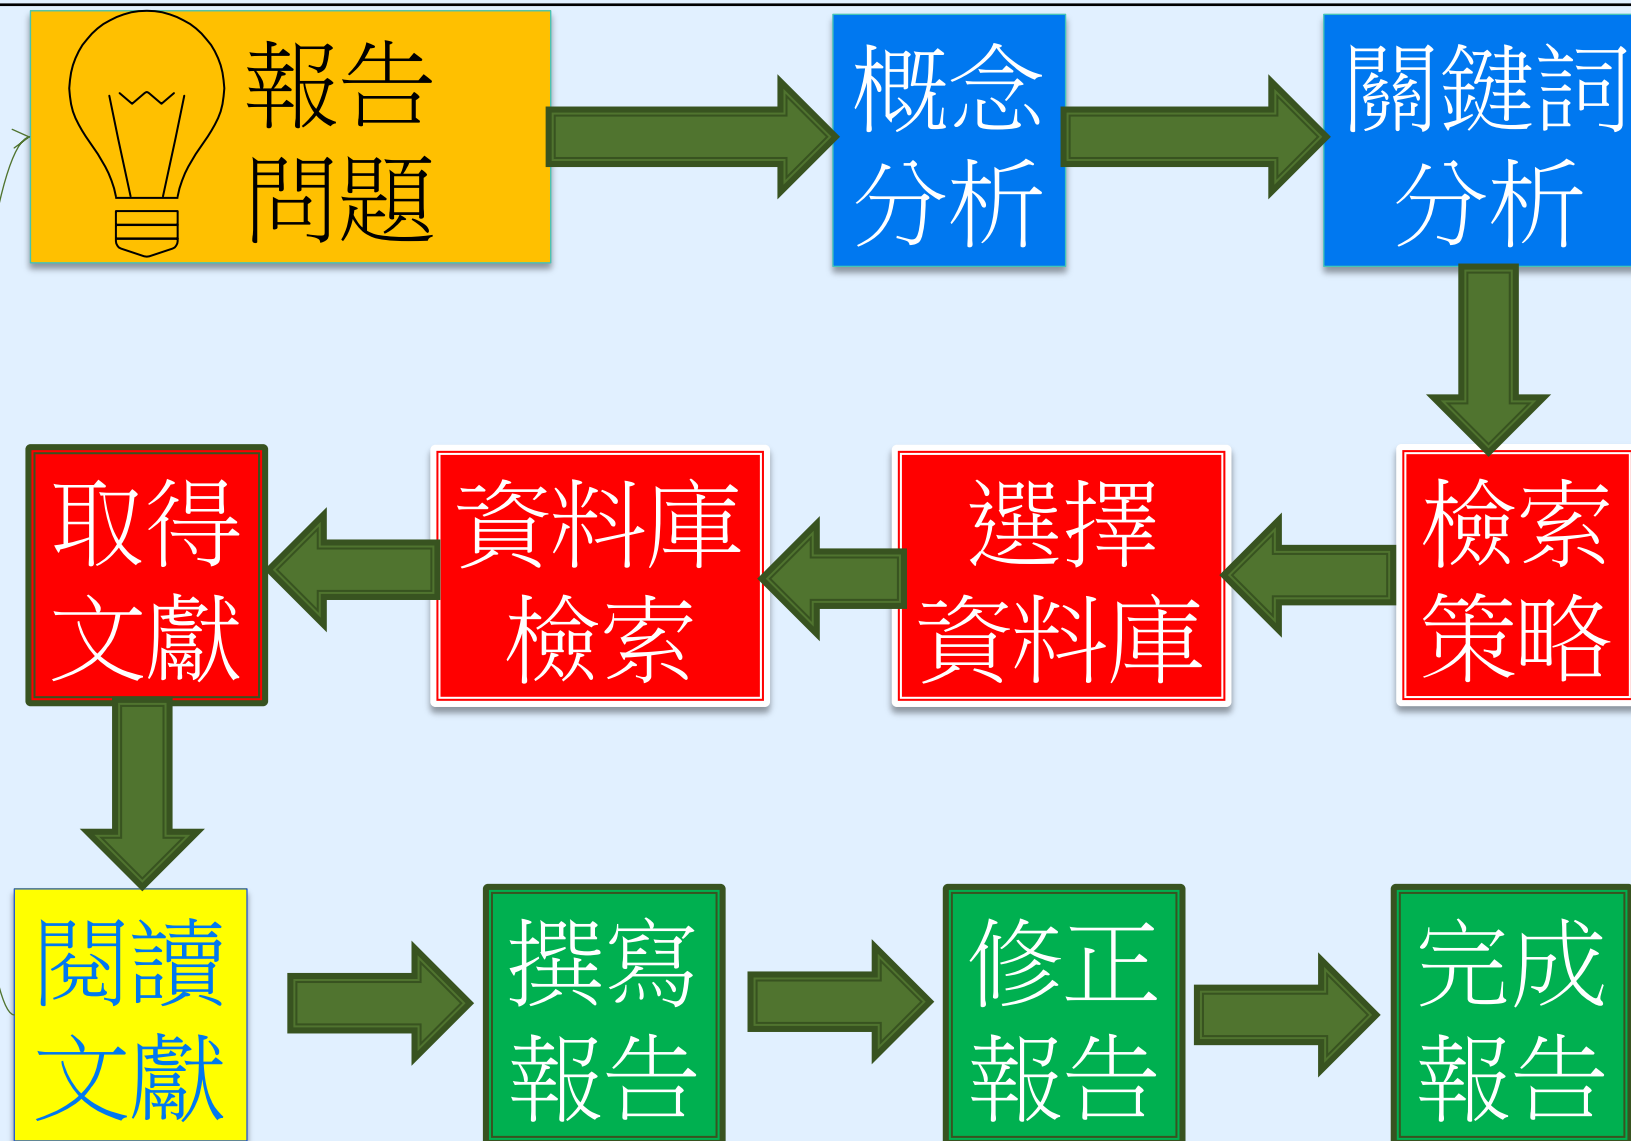 報告
問題
概念
分析
關鍵詞
分析
檢索
策略
選擇
資料庫
資料庫
檢索
取得
文獻
閱讀
文獻
撰寫
報告
修正
報告
完成
報告